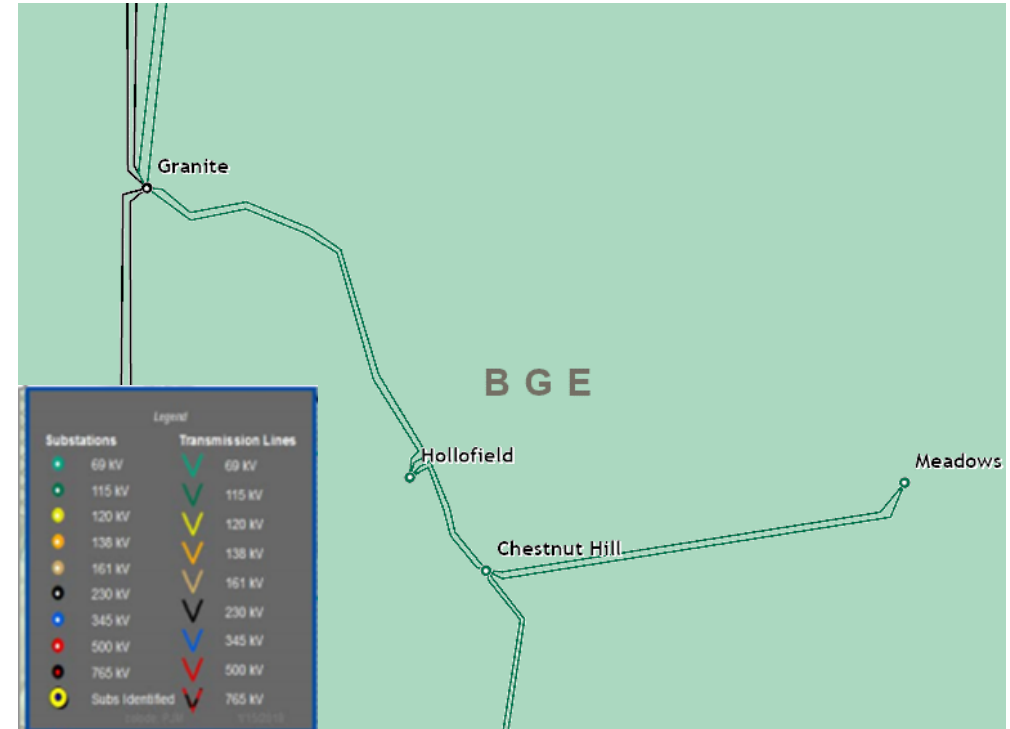 Granite
BGE
Hollofield
Meadows
Chestnut Hill
Legend
Substations Transmission Lines
69 kV 69 kV
115 kV 115 kV
120 kV 120 kV
138 kV 138 kV
161 kV 161 kV
230 kV 230 kV
345 kV 345 kV
500 kV 500 kV
765 kV 765 kV
Subs Identified